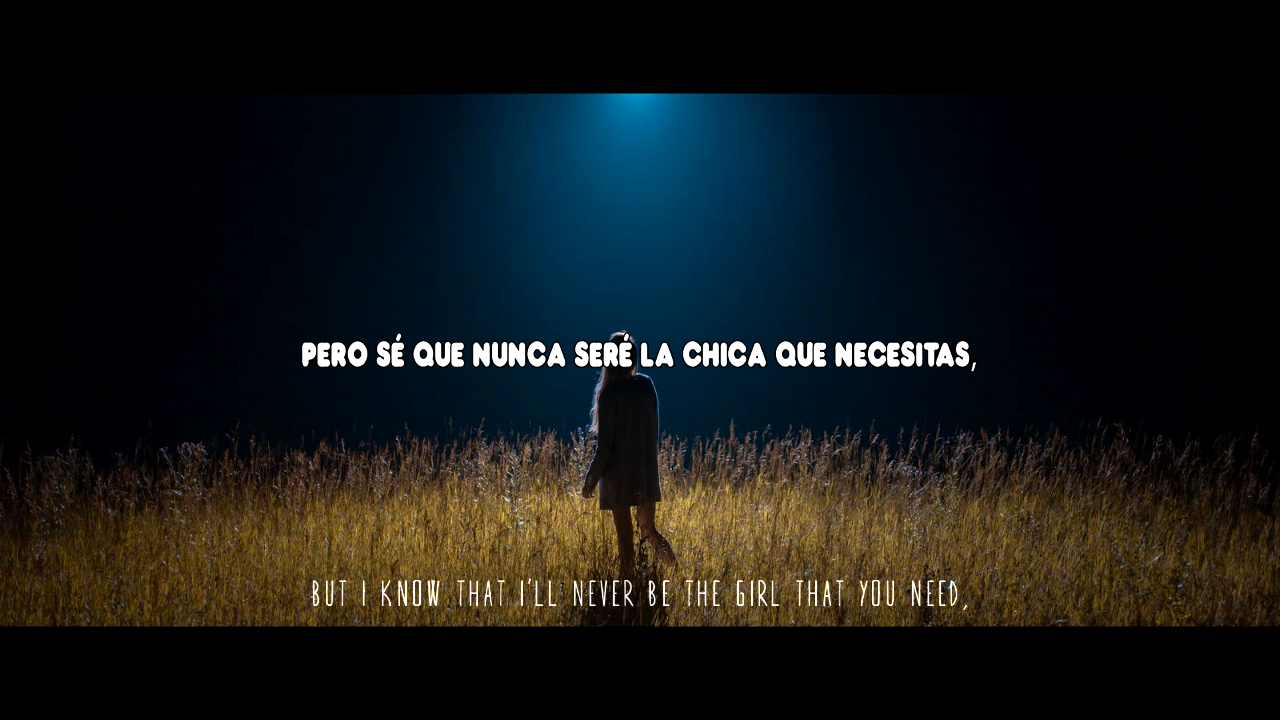 PERO SÉ QUE NUNCA SERÉ LA CHICA QUE NECESITAS,
BUT I KNOW THAT I'LL NEVER BE THE GIRL THAT YOU NEED,